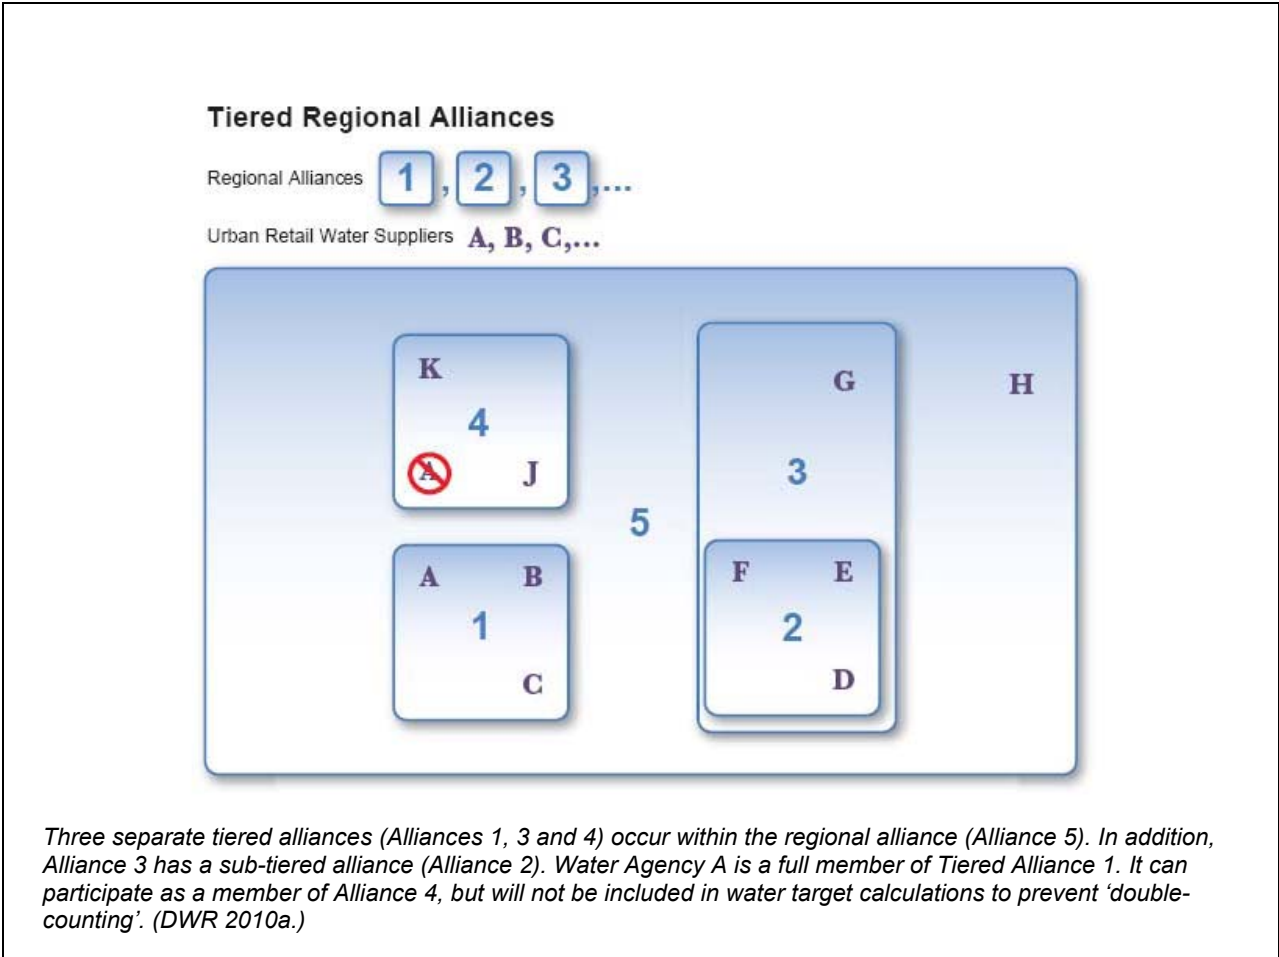 Tiered Regional Alliances
Regional Alliances 1 , 2 , 3 ,...
Urban Retail Water Suppliers A, B, C,...
K
G
H
4
A J
3
5
A B
F E
1
2
C
D
Three separate tiered alliances (Alliances 1, 3 and 4) occur within the regional alliance (Alliance 5). In addition,
Alliance 3 has a sub-tiered alliance (Alliance 2). Water Agency A is a full member of Tiered Alliance 1. It can
participate as a member of Alliance 4, but will not be included in water target calculations to prevent ‘double-
counting’. (DWR 2010a.)